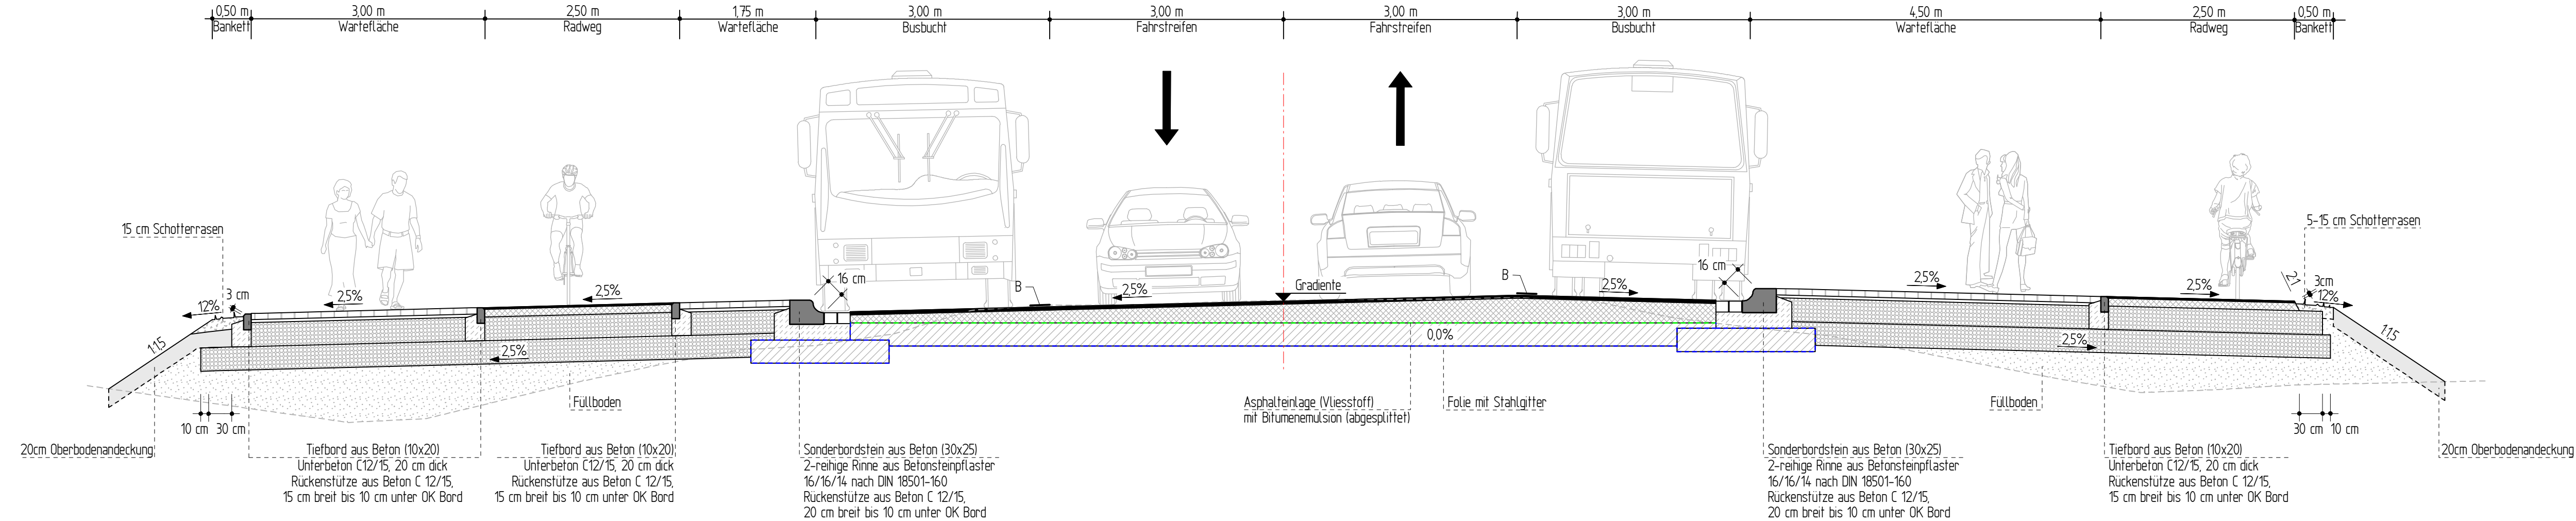 0,50 m 3,00 m 2,50 m 1,75 m 3,00 m 3,00 m 3,00 m 3,00 m 4,50 m 2,50 m 0,50 m
Bankett Wartefläche Radweg Wartefläche Busbucht Fahrstreifen Fahrstreifen Busbucht Wartefläche Radweg Bankett
15 cm Schotterrasen
5-15 cm Schotterrasen
12% 3 cm 2,5% 2,5% 16 cm B 2,5% Gradiente B 2,5% 16 cm 2,5% 2,5% 2:1 3cm 12%
1:1.5 2,5% 0,0% 2,5% 1:1.5
Füllboden
Asphalteinlage (Vliesstoff)
mit Bitumenemulsion (abgesplittet)
Folie mit Stahlgitter
Füllboden
10 cm 30 cm
30 cm 10 cm
20cm Oberbodenandeckung
Tiefbord aus Beton (10x20)
Unterbeton C12/15, 20 cm dick
Rückenstütze aus Beton C 12/15,
15 cm breit bis 10 cm unter OK Bord
Tiefbord aus Beton (10x20)
Unterbeton C12/15, 20 cm dick
Rückenstütze aus Beton C 12/15,
15 cm breit bis 10 cm unter OK Bord
Sonderbordstein aus Beton (30x25)
2-reihige Rinne aus Betonsteinpflaster
16/16/14 nach DIN 18501-160
Rückenstütze aus Beton C 12/15,
20 cm breit bis 10 cm unter OK Bord
Sonderbordstein aus Beton (30x25)
2-reihige Rinne aus Betonsteinpflaster
16/16/14 nach DIN 18501-160
Rückenstütze aus Beton C 12/15,
20 cm breit bis 10 cm unter OK Bord
Tiefbord aus Beton (10x20)
Unterbeton C12/15, 20 cm dick
Rückenstütze aus Beton C 12/15,
15 cm breit bis 10 cm unter OK Bord
20cm Oberbodenandeckung